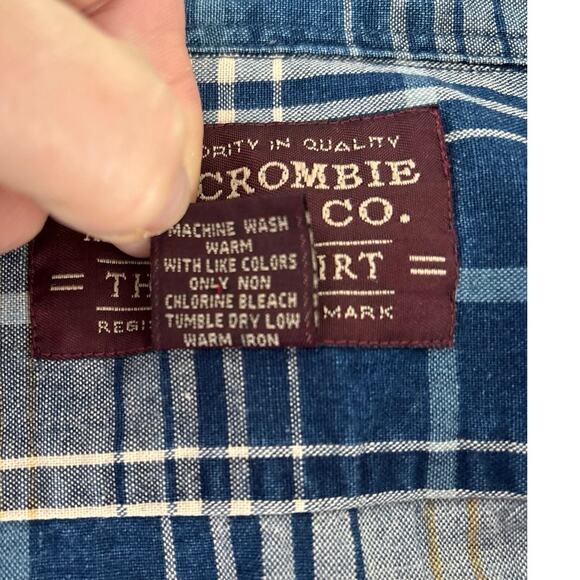 ORITY IN QUALITY
CROMBIE
CO.
= TH IRT =
REGIS MARK
MACHINE WASH
WARM
WITH LIKE COLORS
ONLY NON
CHLORINE BLEACH
TUMBLE DRY LOW
WARM IRON